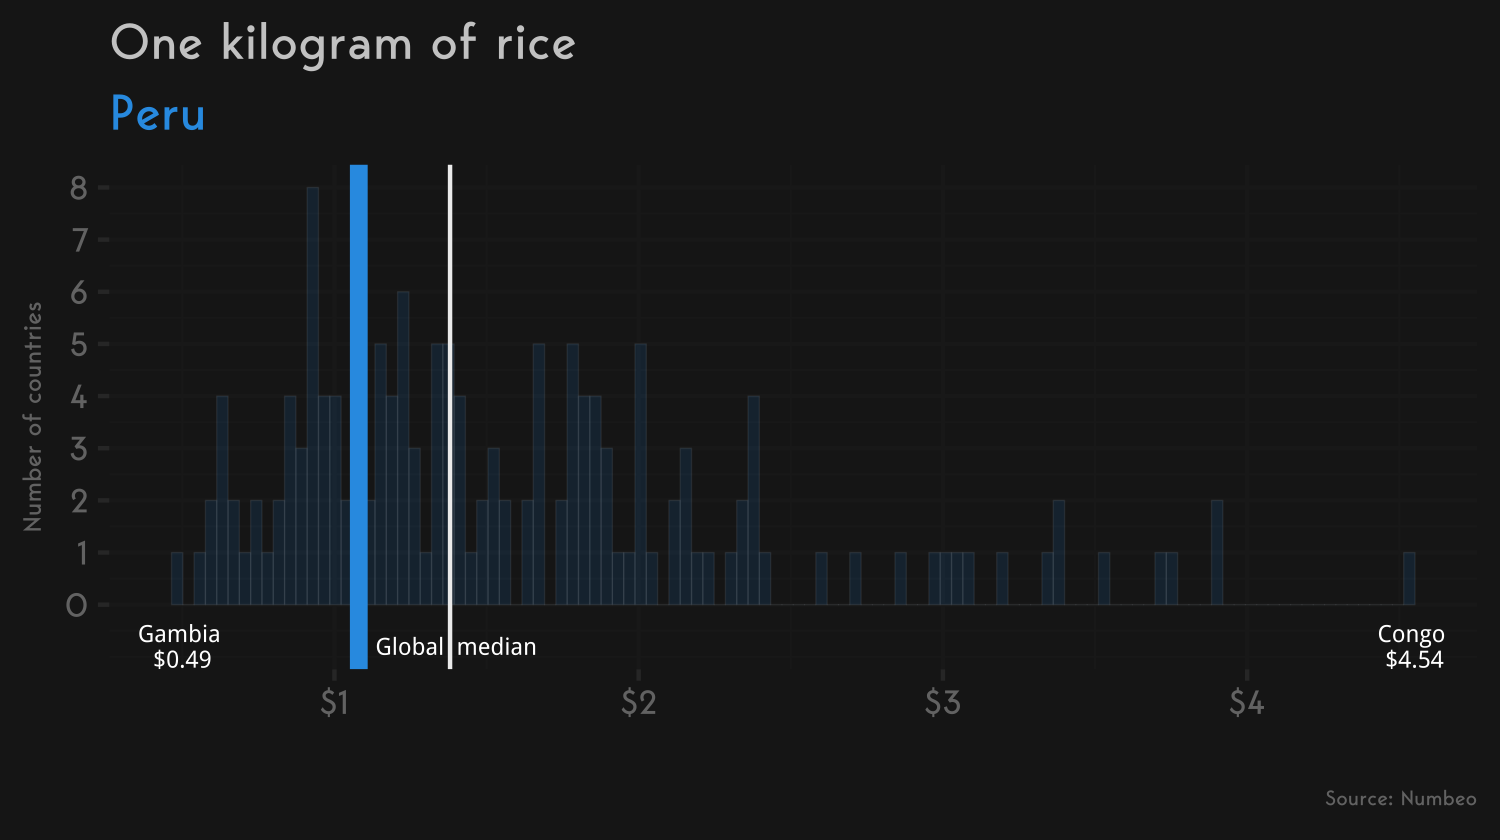 One kilogram of rice
Peru
Number of countries
8
7
6
5
4
3
2
1
0
Gambia
$0.49
Global median
Congo
$4.54
$1 $2 $3 $4
Source: Numbeo